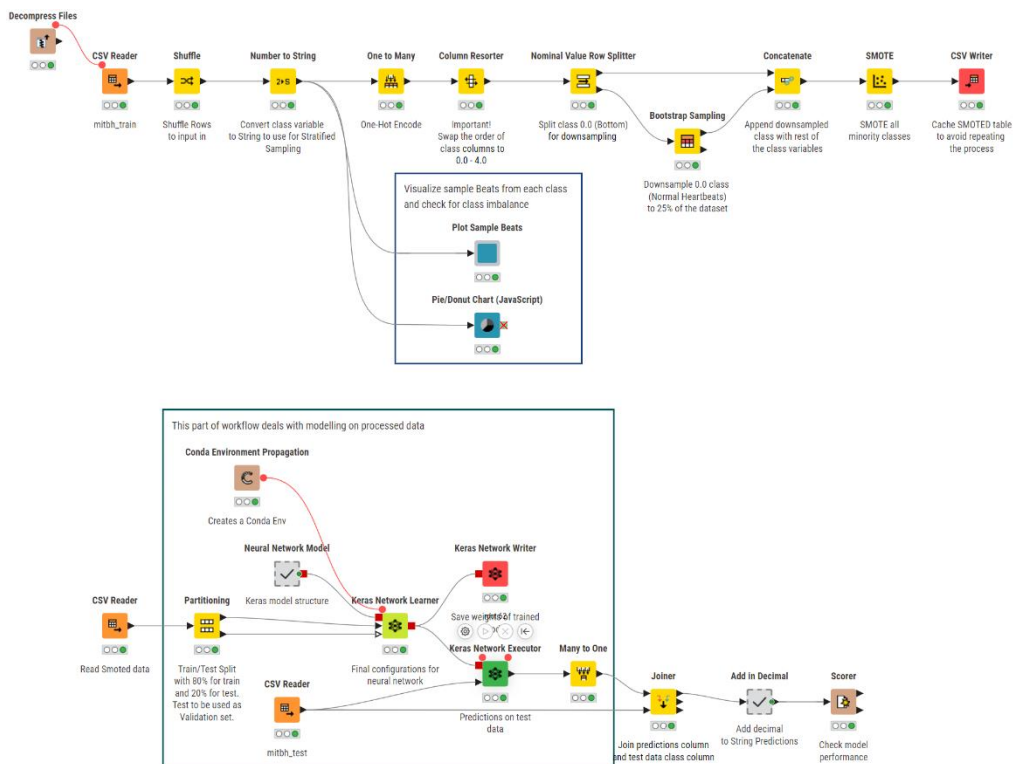 Decompress Files
CSV Reader
Shuffle
Number to String
One to Many
Column Resorter
Nominal Value Row Splitter
Concatenate
SMOTE
CSV Writer
2▸S
mitbh_train
Shuffle Rows
to input in
Convert class variable
to String to use for Stratified
Sampling
One-Hot Encode
Important!
Swap the order of
class columns to
0.0 - 4.0
Split class 0.0 (Bottom)
for downsampling
Bootstrap Sampling
Append downsampled
class with rest of
the class variables
SMOTE all
minority classes
Cache SMOTED table
to avoid repeating
the process
Downsample 0.0 class
(Normal Heartbeats)
to 25% of the dataset
Visualize sample Beats from each class
and check for class imbalance
Plot Sample Beats
Pie/Donut Chart (JavaScript)
This part of workflow deals with modelling on processed data
Conda Environment Propagation
Creates a Conda Env
Neural Network Model
Keras model structure
Keras Network Writer
Save weights of trained
CSV Reader
Read Smoted data
Partitioning
Train/Test Split
with 80% for train
and 20% for test.
Test to be used as
Validation set.
Keras Network Learner
Final configurations for
neural network
Keras Network Executor
Predictions on test
data
Many to One
CSV Reader
mitbh_test
Joiner
Join predictions column
and test data class column
Add in Decimal
Add decimal
to String Predictions
Scorer
Check model
performance